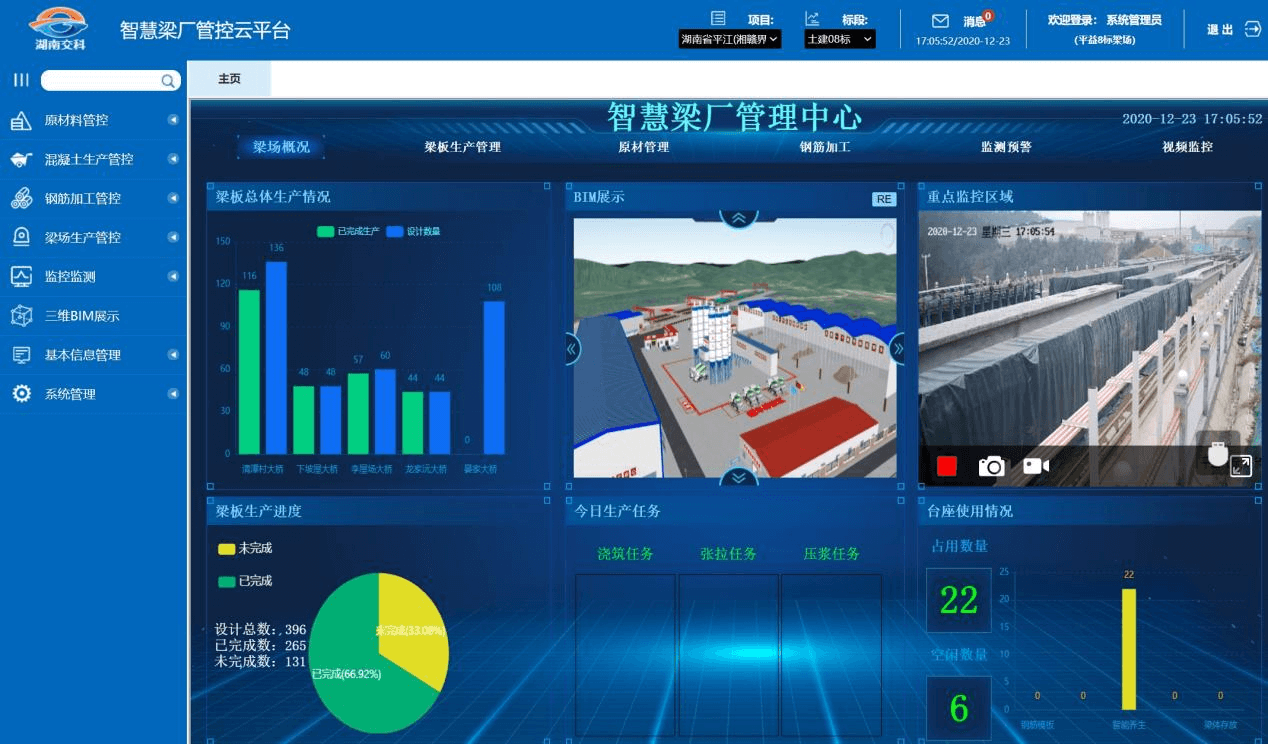 湖南交科
智慧梁厂管控云平台
项目:
湖南省平江(湘赣界
标段:
土建08标
消息 0
17:05:52/2020-12-23
欢迎登录: 系统管理员
(平益8标梁场)
退出
主页
原材料管控
混凝土生产管控
钢筋加工管控
梁场生产管控
监控监测
三维BIM展示
基本信息管理
系统管理
智慧梁厂管理中心
2020-12-23 17:05:52
梁场概况
梁板生产管理
原材管理
钢筋加工
监测预警
视频监控
梁板总体生产情况
已完成生产
设计数量
150
120
90
60
30
0
116
136
48
48
57
60
44
44
0
108
清潭村大桥
下坡屋大桥
李屋场大桥
龙家沅大桥
晏家大桥
BIM展示
RE
重点监控区域
2020-12-23 星期三 17:05:54
梁板生产进度
未完成
已完成
设计总数: 396
已完成数: 265
未完成数: 131
未完成(33.08%)
已完成(66.92%)
今日生产任务
浇筑任务
张拉任务
压浆任务
台座使用情况
占用数量
22
空闲数量
6
25
20
15
10
5
0
0
0
22
0
0
钢筋模板
智能养生
梁体存放